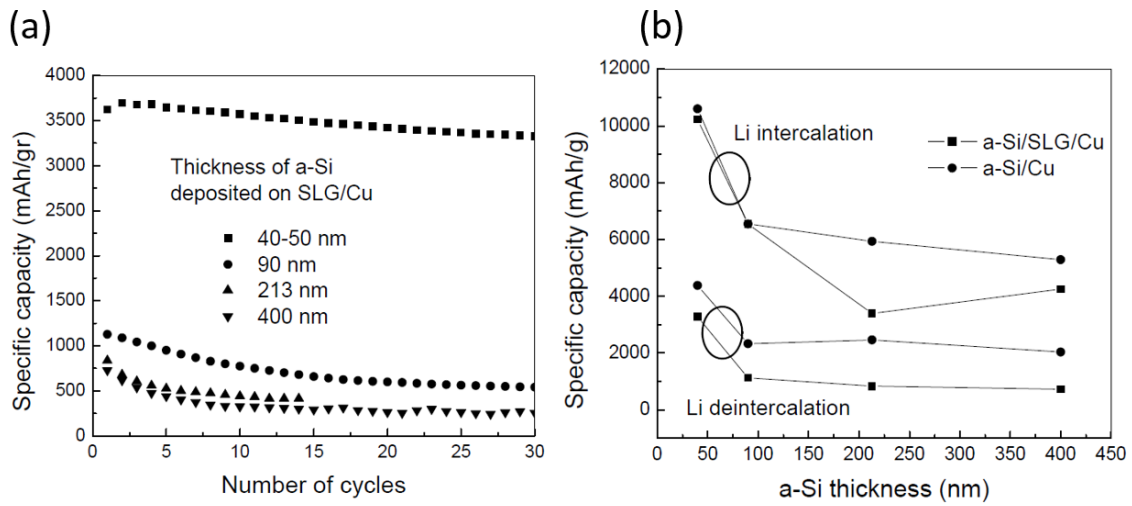 (a)
4000
3500
3000
2500
2000
1500
1000
500
0
0
5
10
15
20
25
30
Specific capacity (mAh/gr)
Number of cycles
Thickness of a-Si
deposited on SLG/Cu
40-50 nm
90 nm
213 nm
400 nm
(b)
12000
10000
8000
6000
4000
2000
0
0
50
100
150
200
250
300
350
400
450
Specific capacity (mAh/g)
a-Si thickness (nm)
Li intercalation
a-Si/SLG/Cu
a-Si/Cu
Li deintercalation